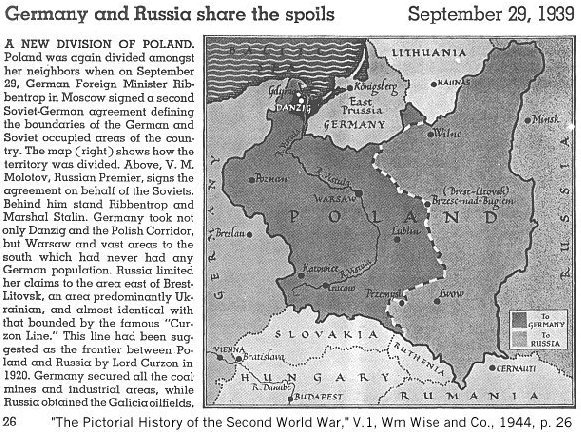 Germany and Russia share the spoils
September 29, 1939
A NEW DIVISION OF POLAND.
Poland was again divided amongst
her neighbors when on September
29, German Foreign Minister Rib-
bentrop in Moscow signed a second
Soviet-German agreement defining
the boundaries of the German and
Soviet occupied areas of the coun-
try. The map (right) shows how the
territory was divided. Above, V. M.
Molotov, Russian Premier, signs the
agreement on behalf of the Soviets.
Behind him stand Ribbentrop and
Marshal Stalin. Germany took not
only Danzig and the Polish Corridor,
but Warsaw and vast areas to the
south which had never had any
German population. Russia limited
her claims to the area east of Brest-
Litovsk, an area predominantly Uk-
rainian, and almost identical with
that bounded by the famous "Cur-
zon Line." This line had been sug-
gested as the frontier between Po-
land and Russia by Lord Curzon in
1920. Germany secured all the coal
mines and industrial areas, while
Russia obtained the Galicia oilfields.
BALTIC
LITHUANIA
KAUNAS
Königsberg
Gdynia
DANZIG
East
Prussia
GERMANY
Wilno
Minsk
GERMANY
RUSSIA
Poznan
R. Vistula
WARSAW
(Brest-Litovsk)
Brzesc-nad-Bugiem
POLAND
Breslau
Lublin
Katowice
Cracow
Przemysl
Lwow
SLOVAKIA
RUTHENIA
VIENNA
Bratislava
HUNGARY
R. Danube
BUDAPEST
CERNAUTI
RUMANIA
To
GERMANY
To
RUSSIA
26
"The Pictorial History of the Second World War," V.1, Wm Wise and Co., 1944, p. 26